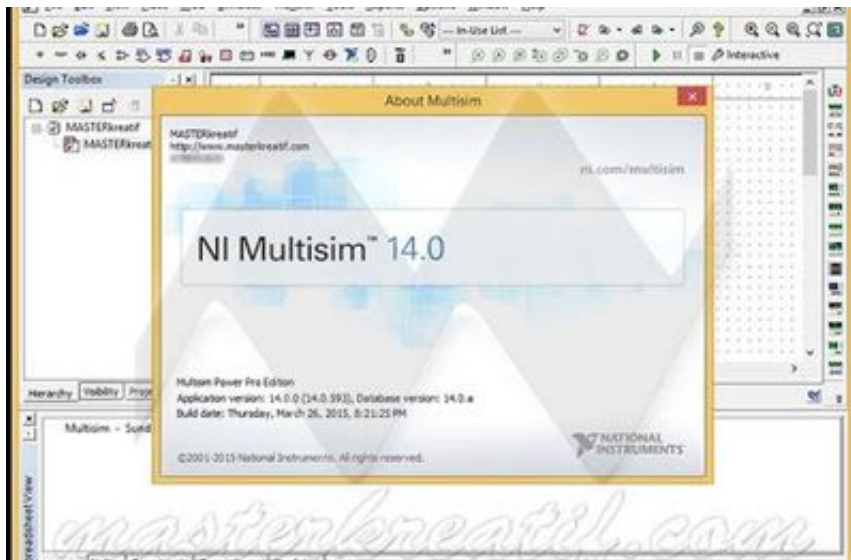 In-Use List
Interactive
Design Toolbox
About Multisim
MASTERkreatif
MASTERkreat
MASTERkreatif
http://www.masterkreatif.com
ni.com/multisim
NI Multisim™ 14.0
Multisim Power Pro Edition
Application version: 14.0.0 (14.0.593), Database version: 14.0.a
Build date: Thursday, March 26, 2015, 8:21:25 PM
NATIONAL
INSTRUMENTS
©2001-2015 National Instruments. All rights reserved.
Hierarchy Visibility
Multisim - Sund
masterkreatif.com